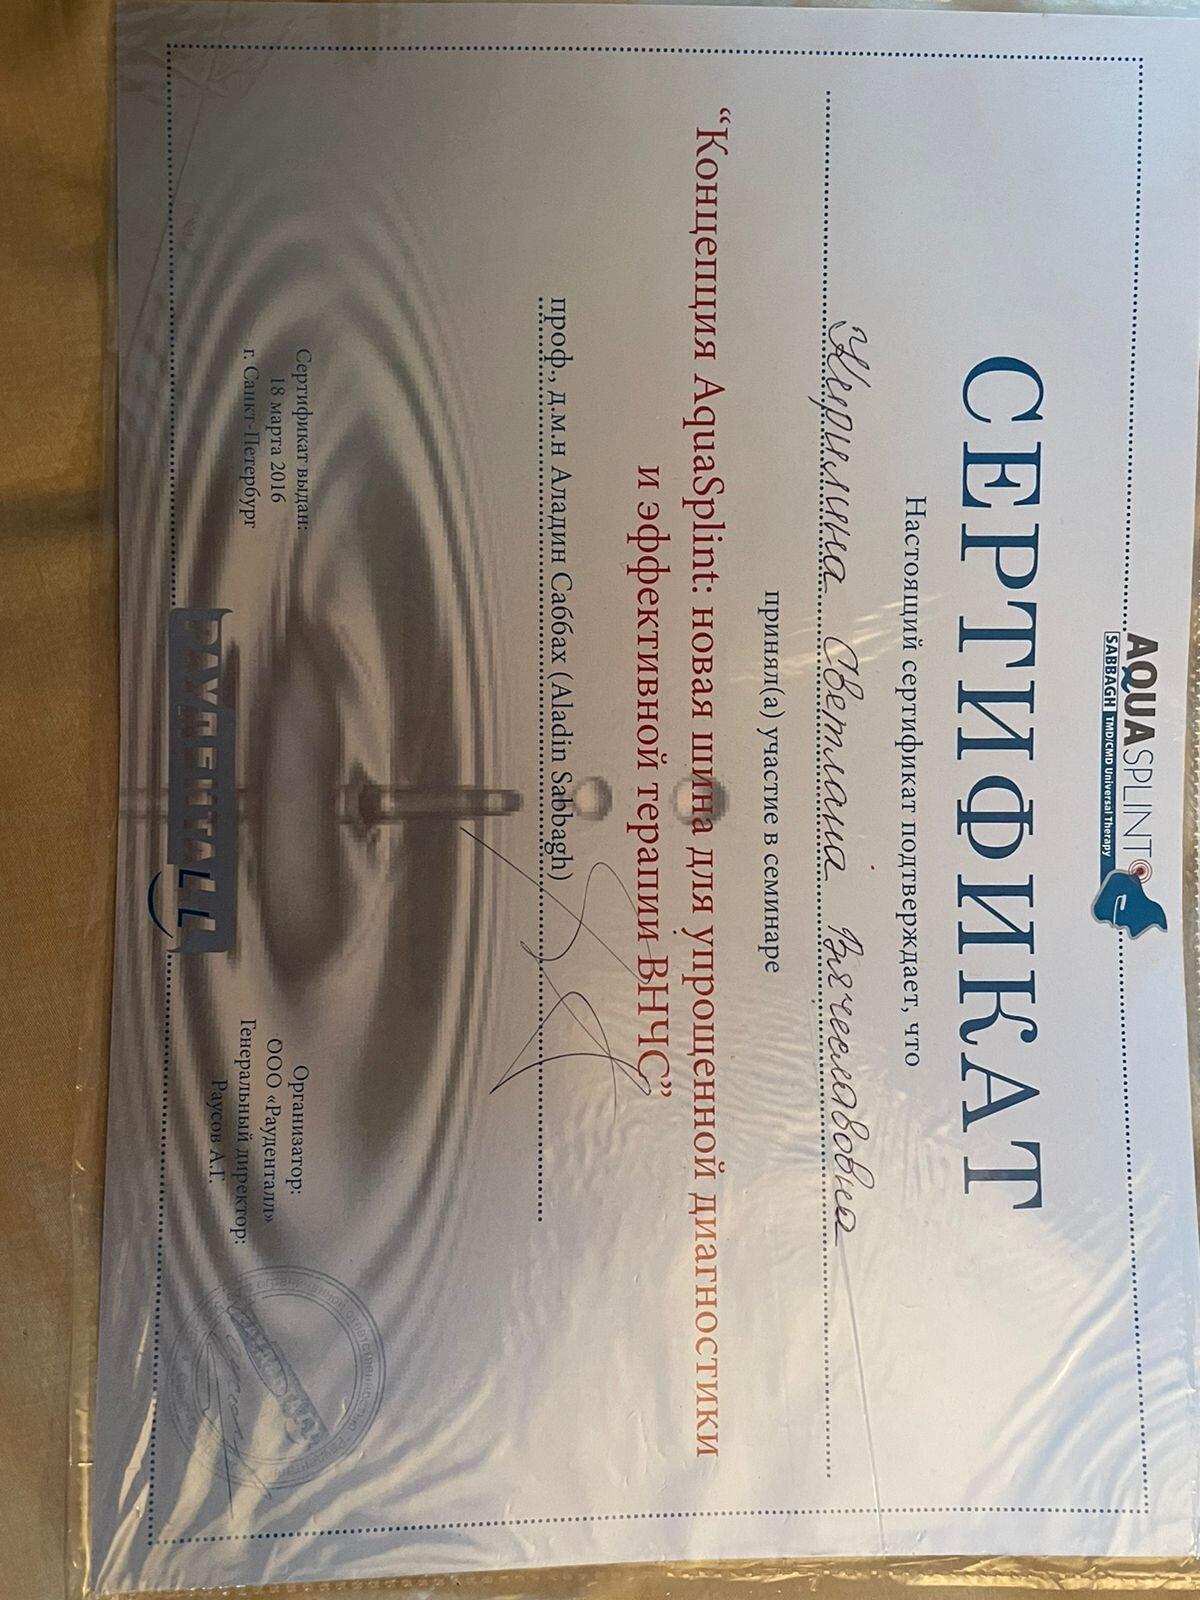 AQUASPLINT
SABBAGH TMD/CMD Universal Therapy
СЕРТИФИКАТ
Настоящий сертификат подтверждает, что
Светлана Вячеславовна
принял(а) участие в семинаре
“Концепция AquaSplint: новая шина для упрощенной диагностики
и эффективной терапии ВНЧС”
проф., д.м.н Аладин Саббах (Aladin Sabbagh)
Сертификат выдан:
18 марта 2016
г. Санкт-Петербург
РАУДЕНТАLL
Организатор:
ООО «Рауденталл»
Генеральный директор:
Раусов А.Г.